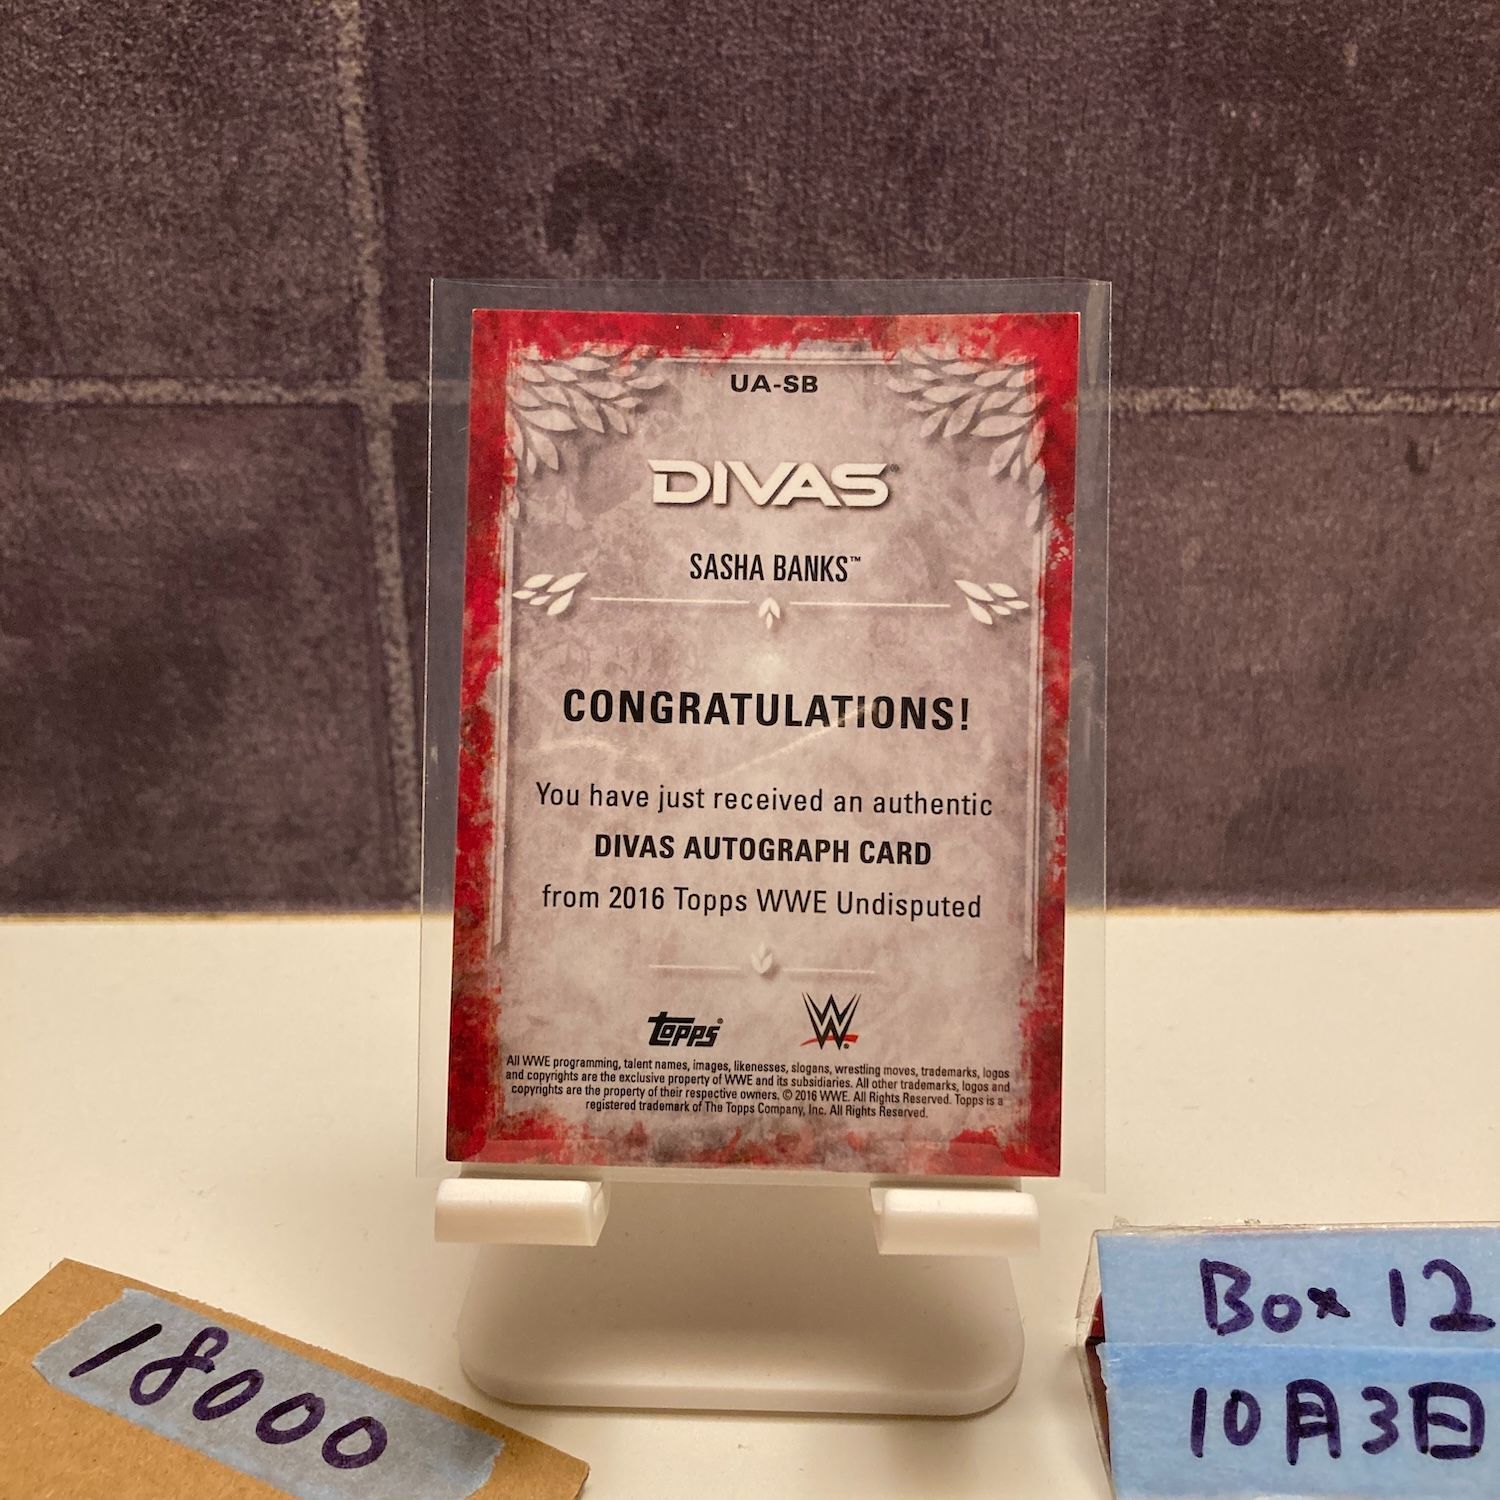 UA-SB
DIVAS
SASHA BANKS™
CONGRATULATIONS!
You have just received an authentic
DIVAS AUTOGRAPH CARD
from 2016 Topps WWE Undisputed
Topps®
W®
All WWE programming, talent names, images, likenesses, slogans, wrestling moves, trademarks, logos
and copyrights are the exclusive property of WWE and its subsidiaries. All other trademarks, logos and
copyrights are the property of their respective owners. © 2016 WWE. All Rights Reserved. Topps is a
registered trademark of The Topps Company, Inc. All Rights Reserved.
18000
Box 12
10月3日